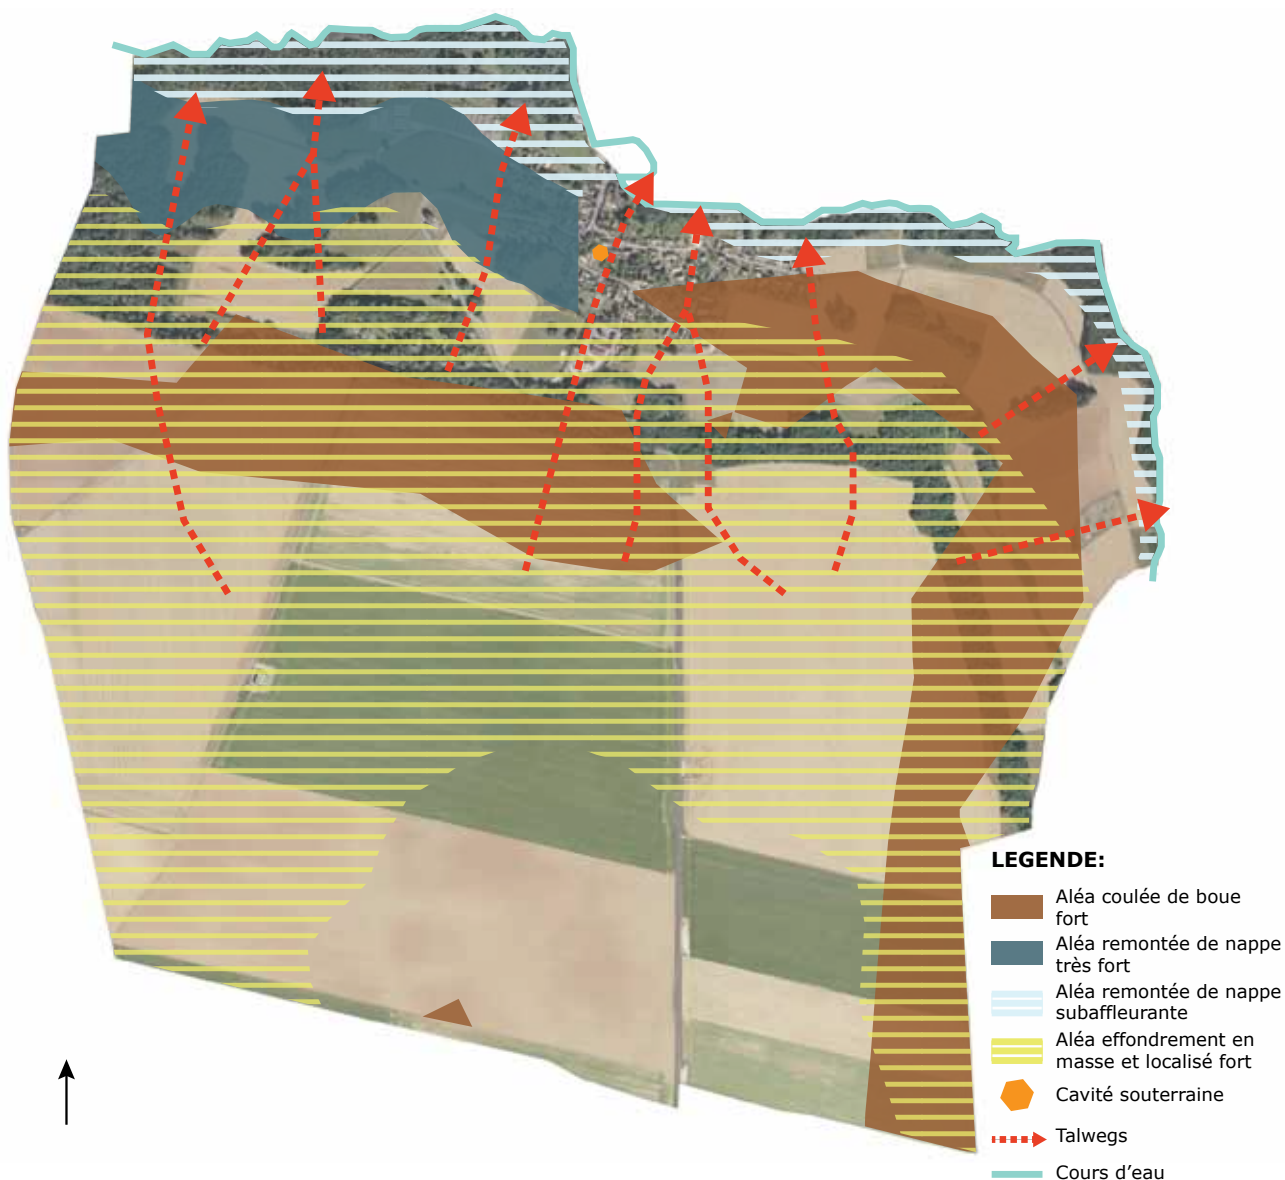 LEGENDE:
Aléa coulée de boue
fort
Aléa remontée de nappe
très fort
Aléa remontée de nappe
subaffleurante
Aléa effondrement en
masse et localisé fort
Cavité souterraine
Talwegs
Cours d'eau